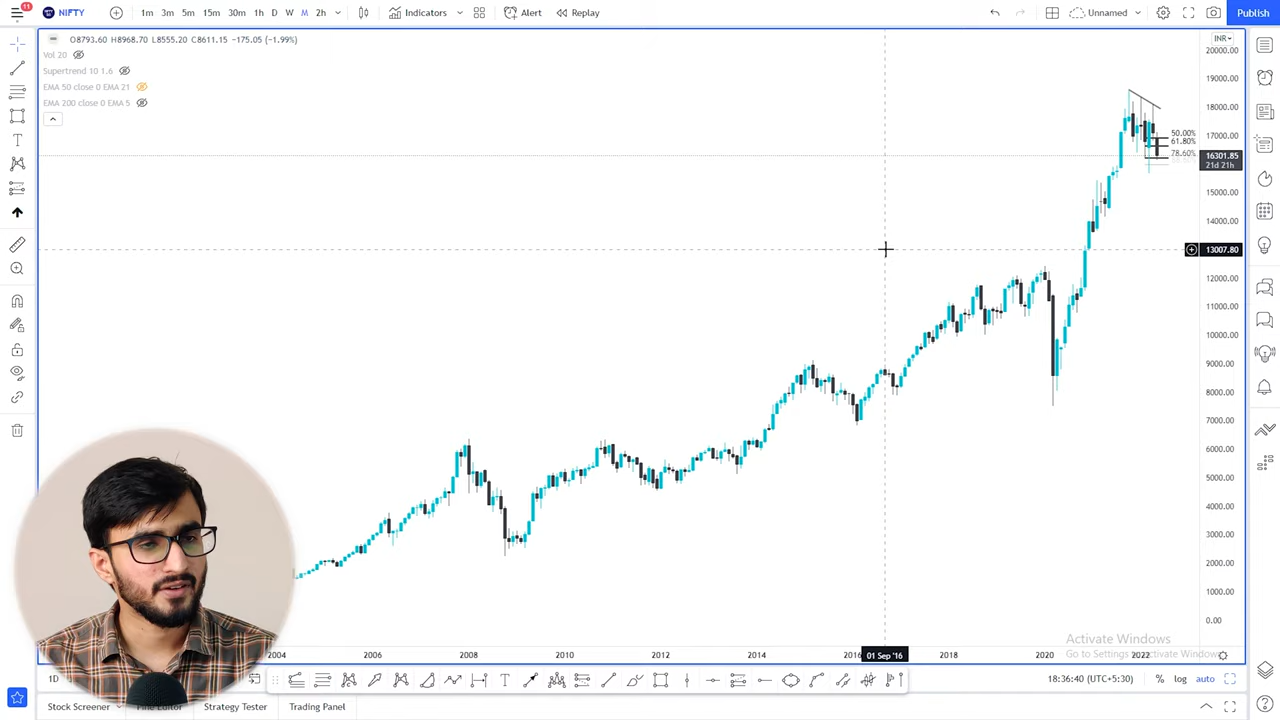 11 NIFTY 1m 3m 5m 15m 30m 1h D W M 2h Indicators Alert Replay Unnamed Publish
O8793.60 H8968.70 L8555.20 C8611.15 −175.05 (−1.99%)
INR
Vol 20
Supertrend 10 1.6
EMA 50 close 0 EMA 21
EMA 200 close 0 EMA 5
20000.00
19000.00
18000.00
17000.00
50.00%
61.80%
78.60%
16301.85
21d 21h
15000.00
14000.00
13007.80
12000.00
11000.00
10000.00
9000.00
8000.00
7000.00
6000.00
5000.00
4000.00
3000.00
2000.00
1000.00
0.00
Activate Windows
Go to Settings to activate Windows.
2004 2006 2008 2010 2012 2014 2016 01 Sep '16 2018 2020 2022
1D
18:36:40 (UTC+5:30) % log auto
Stock Screener Pine Editor Strategy Tester Trading Panel